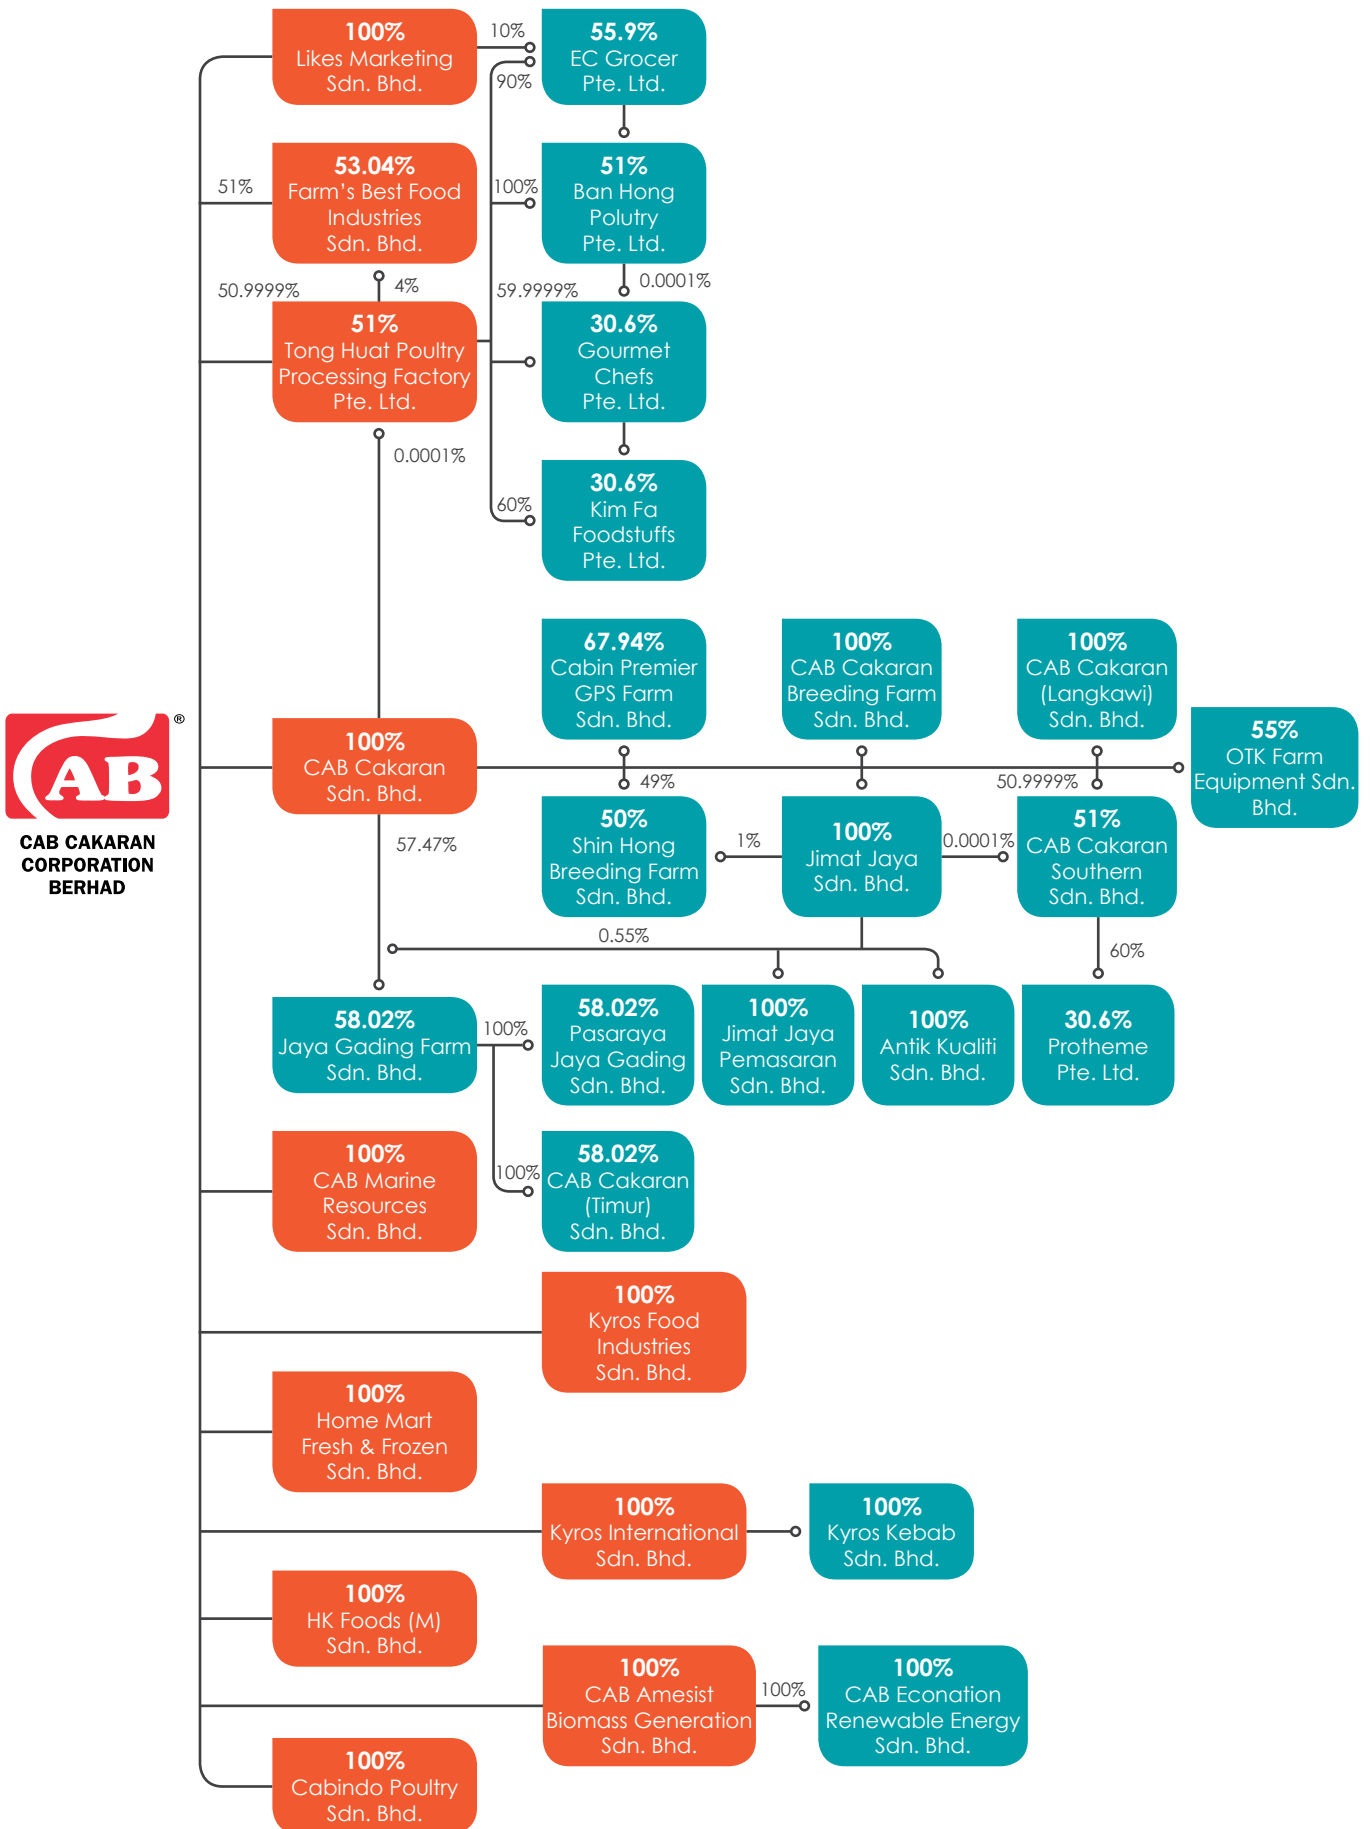 100%
Likes Marketing
Sdn. Bhd.
10%
55.9%
EC Grocer
Pte. Ltd.
90%
51%
53.04%
Farm's Best Food
Industries
Sdn. Bhd.
100%
51%
Ban Hong
Polutry
Pte. Ltd.
50.9999%
4%
59.9999%
0.0001%
51%
Tong Huat Poultry
Processing Factory
Pte. Ltd.
30.6%
Gourmet
Chefs
Pte. Ltd.
0.0001%
60%
30.6%
Kim Fa
Foodstuffs
Pte. Ltd.
67.94%
Cabin Premier
GPS Farm
Sdn. Bhd.
100%
CAB Cakaran
Breeding Farm
Sdn. Bhd.
100%
CAB Cakaran
(Langkawi)
Sdn. Bhd.
CAB
®
CAB CAKARAN
CORPORATION
BERHAD
100%
CAB Cakaran
Sdn. Bhd.
55%
OTK Farm
Equipment Sdn.
Bhd.
49%
50.9999%
57.47%
50%
Shin Hong
Breeding Farm
Sdn. Bhd.
1%
100%
Jimat Jaya
Sdn. Bhd.
0.0001%
51%
CAB Cakaran
Southern
Sdn. Bhd.
0.55%
60%
58.02%
Jaya Gading Farm
Sdn. Bhd.
100%
58.02%
Pasaraya
Jaya Gading
Sdn. Bhd.
100%
Jimat Jaya
Pemasaran
Sdn. Bhd.
100%
Antik Kualiti
Sdn. Bhd.
30.6%
Protheme
Pte. Ltd.
100%
CAB Marine
Resources
Sdn. Bhd.
100%
58.02%
CAB Cakaran
(Timur)
Sdn. Bhd.
100%
Kyros Food
Industries
Sdn. Bhd.
100%
Home Mart
Fresh & Frozen
Sdn. Bhd.
100%
Kyros International
Sdn. Bhd.
100%
Kyros Kebab
Sdn. Bhd.
100%
HK Foods (M)
Sdn. Bhd.
100%
CAB Amesist
Biomass Generation
Sdn. Bhd.
100%
100%
CAB Econation
Renewable Energy
Sdn. Bhd.
100%
Cabindo Poultry
Sdn. Bhd.